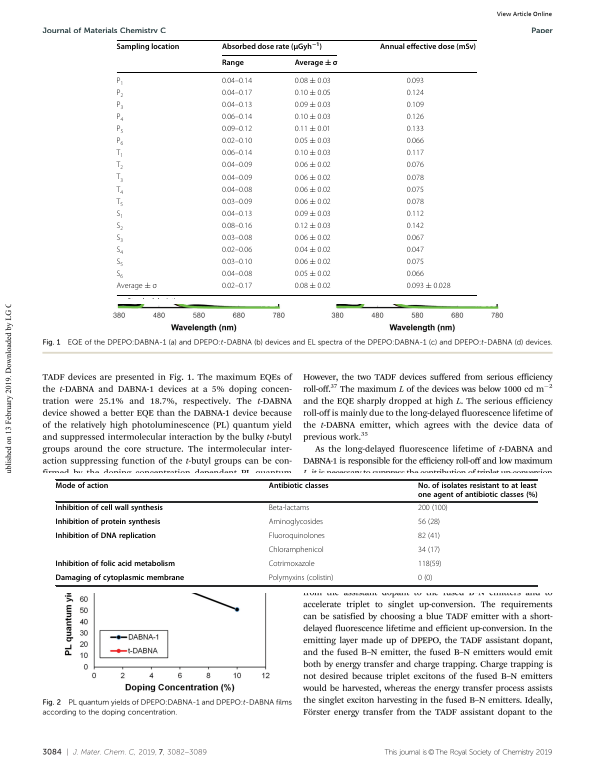 View Article Online
Journal of Materials Chemistry C
Paper
Sampling location Absorbed dose rate (μGyh−1) Annual effective dose (mSv)
Range Average ± σ
P1 0.04–0.14 0.08 ± 0.03 0.093
P2 0.04–0.17 0.10 ± 0.05 0.124
P3 0.04–0.13 0.09 ± 0.03 0.109
P4 0.06–0.14 0.10 ± 0.03 0.126
P5 0.09–0.12 0.11 ± 0.01 0.133
P6 0.02–0.10 0.05 ± 0.03 0.066
T1 0.06–0.14 0.10 ± 0.03 0.117
T2 0.04–0.09 0.06 ± 0.02 0.076
T3 0.04–0.09 0.06 ± 0.02 0.078
T4 0.04–0.08 0.06 ± 0.02 0.075
T5 0.03–0.09 0.06 ± 0.02 0.078
S1 0.04–0.13 0.09 ± 0.03 0.112
S2 0.08–0.16 0.12 ± 0.03 0.142
S3 0.03–0.08 0.06 ± 0.02 0.067
S4 0.02–0.06 0.04 ± 0.02 0.047
S5 0.03–0.10 0.06 ± 0.02 0.075
S6 0.04–0.08 0.05 ± 0.02 0.066
Average ± σ 0.02–0.17 0.08 ± 0.02 0.093 ± 0.028
380 480 580 680 780
Wavelength (nm)
380 480 580 680 780
Wavelength (nm)
Fig. 1 EQE of the DPEPO:DABNA-1 (a) and DPEPO:t-DABNA (b) devices and EL spectra of the DPEPO:DABNA-1 (c) and DPEPO:t-DABNA (d) devices.
TADF devices are presented in Fig. 1. The maximum EQEs of
the t-DABNA and DABNA-1 devices at a 5% doping concen-
tration were 25.1% and 18.7%, respectively. The t-DABNA
device showed a better EQE than the DABNA-1 device because
of the relatively high photoluminescence (PL) quantum yield
and suppressed intermolecular interaction by the bulky t-butyl
groups around the core structure. The intermolecular inter-
action suppressing function of the t-butyl groups can be con-
firmed by the doping concentration dependent PL quantum
However, the two TADF devices suffered from serious efficiency
roll-off.37 The maximum L of the devices was below 1000 cd m−2
and the EQE sharply dropped at high L. The serious efficiency
roll-off is mainly due to the long-delayed fluorescence lifetime of
the t-DABNA emitter, which agrees with the device data of
previous work.35
As the long-delayed fluorescence lifetime of t-DABNA and
DABNA-1 is responsible for the efficiency roll-off and low maximum
L, it is necessary to suppress the contribution of triplet up-conversion
Mode of action Antibiotic classes No. of isolates resistant to at least
one agent of antibiotic classes (%)
Inhibition of cell wall synthesis Beta-lactams 200 (100)
Inhibition of protein synthesis Aminoglycosides 56 (28)
Inhibition of DNA replication Fluoroquinolones 82 (41)
Chloramphenicol 34 (17)
Inhibition of folic acid metabolism Cotrimoxazole 118(59)
Damaging of cytoplasmic membrane Polymyxins (colistin) 0 (0)
PL quantum yi
60
50
40
30
20
10
0
DABNA-1
t-DABNA
0 2 4 6 8 10 12
Doping Concentration (%)
Fig. 2 PL quantum yields of DPEPO:DABNA-1 and DPEPO:t-DABNA films
according to the doping concentration.
from the assistant dopant to the fused B–N emitters and to
accelerate triplet to singlet up-conversion. The requirements
can be satisfied by choosing a blue TADF emitter with a short-
delayed fluorescence lifetime and efficient up-conversion. In the
emitting layer made up of DPEPO, the TADF assistant dopant,
and the fused B–N emitter, the fused B–N emitters would emit
both by energy transfer and charge trapping. Charge trapping is
not desired because triplet excitons of the fused B–N emitters
would be harvested, whereas the energy transfer process assists
the singlet exciton harvesting in the fused B–N emitters. Ideally,
Förster energy transfer from the TADF assistant dopant to the
ublished on 13 February 2019. Downloaded by LG C
3084 | J. Mater. Chem. C, 2019, 7, 3082–3089
This journal is © The Royal Society of Chemistry 2019